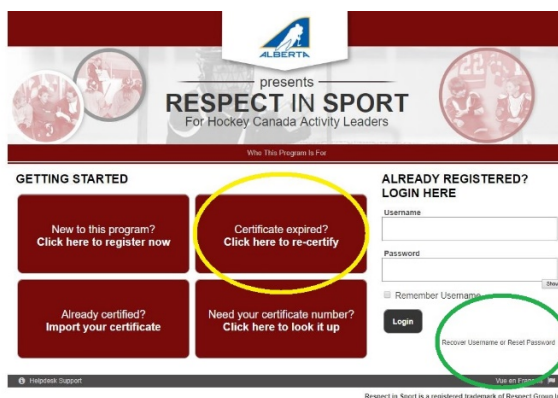 ALBERTA
presents
RESPECT IN SPORT
For Hockey Canada Activity Leaders
Who This Program Is For
GETTING STARTED
New to this program?
Click here to register now
Certificate expired?
Click here to re-certify
Already certified?
Import your certificate
Need your certificate number?
Click here to look it up
ALREADY REGISTERED?
LOGIN HERE
Username
Password
Show
Remember Username
Login
Recover Username or Reset Password
Helpdesk Support
Vue en Français
Respect in Sport is a registered trademark of Respect Group